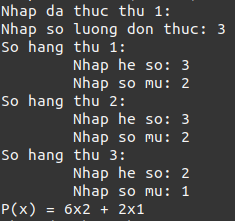 Nhap da thuc thu 1:
Nhap so luong don thuc: 3
So hang thu 1:
Nhap he so: 3
Nhap so mu: 2
So hang thu 2:
Nhap he so: 3
Nhap so mu: 2
So hang thu 3:
Nhap he so: 2
Nhap so mu: 1
P(x) = 6x2 + 2x1